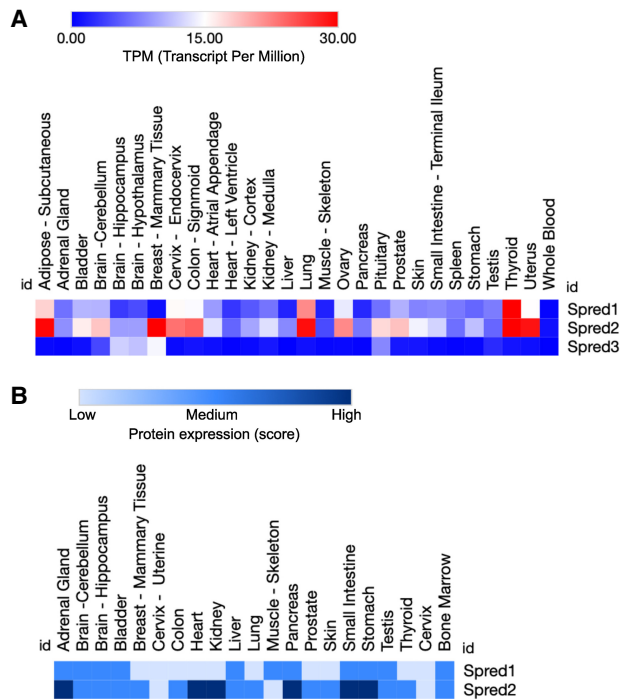 A
0.00 15.00 30.00
TPM (Transcript Per Million)
id
Adipose - Subcutaneous
Adrenal Gland
Bladder
Brain -Cerebellum
Brain - Hippocampus
Brain - Hypothalamus
Breast - Mammary Tissue
Cervix - Endocervix
Colon - Signmoid
Heart - Atrial Appendage
Heart - Left Ventricle
Kidney - Cortex
Kidney - Medulla
Liver
Lung
Muscle - Skeleton
Ovary
Pancreas
Pituitary
Prostate
Skin
Small Intestine - Terminal Ileum
Spleen
Stomach
Testis
Thyroid
Uterus
Whole Blood
id
Spred1
Spred2
Spred3
B
Low Medium High
Protein expression (score)
id
Adrenal Gland
Brain -Cerebellum
Brain - Hippocampus
Bladder
Breast - Mammary Tissue
Cervix - Uterine
Colon
Heart
Kidney
Liver
Lung
Muscle - Skeleton
Pancreas
Prostate
Skin
Small Intestine
Stomach
Testis
Thyroid
Cervix
Bone Marrow
id
Spred1
Spred2